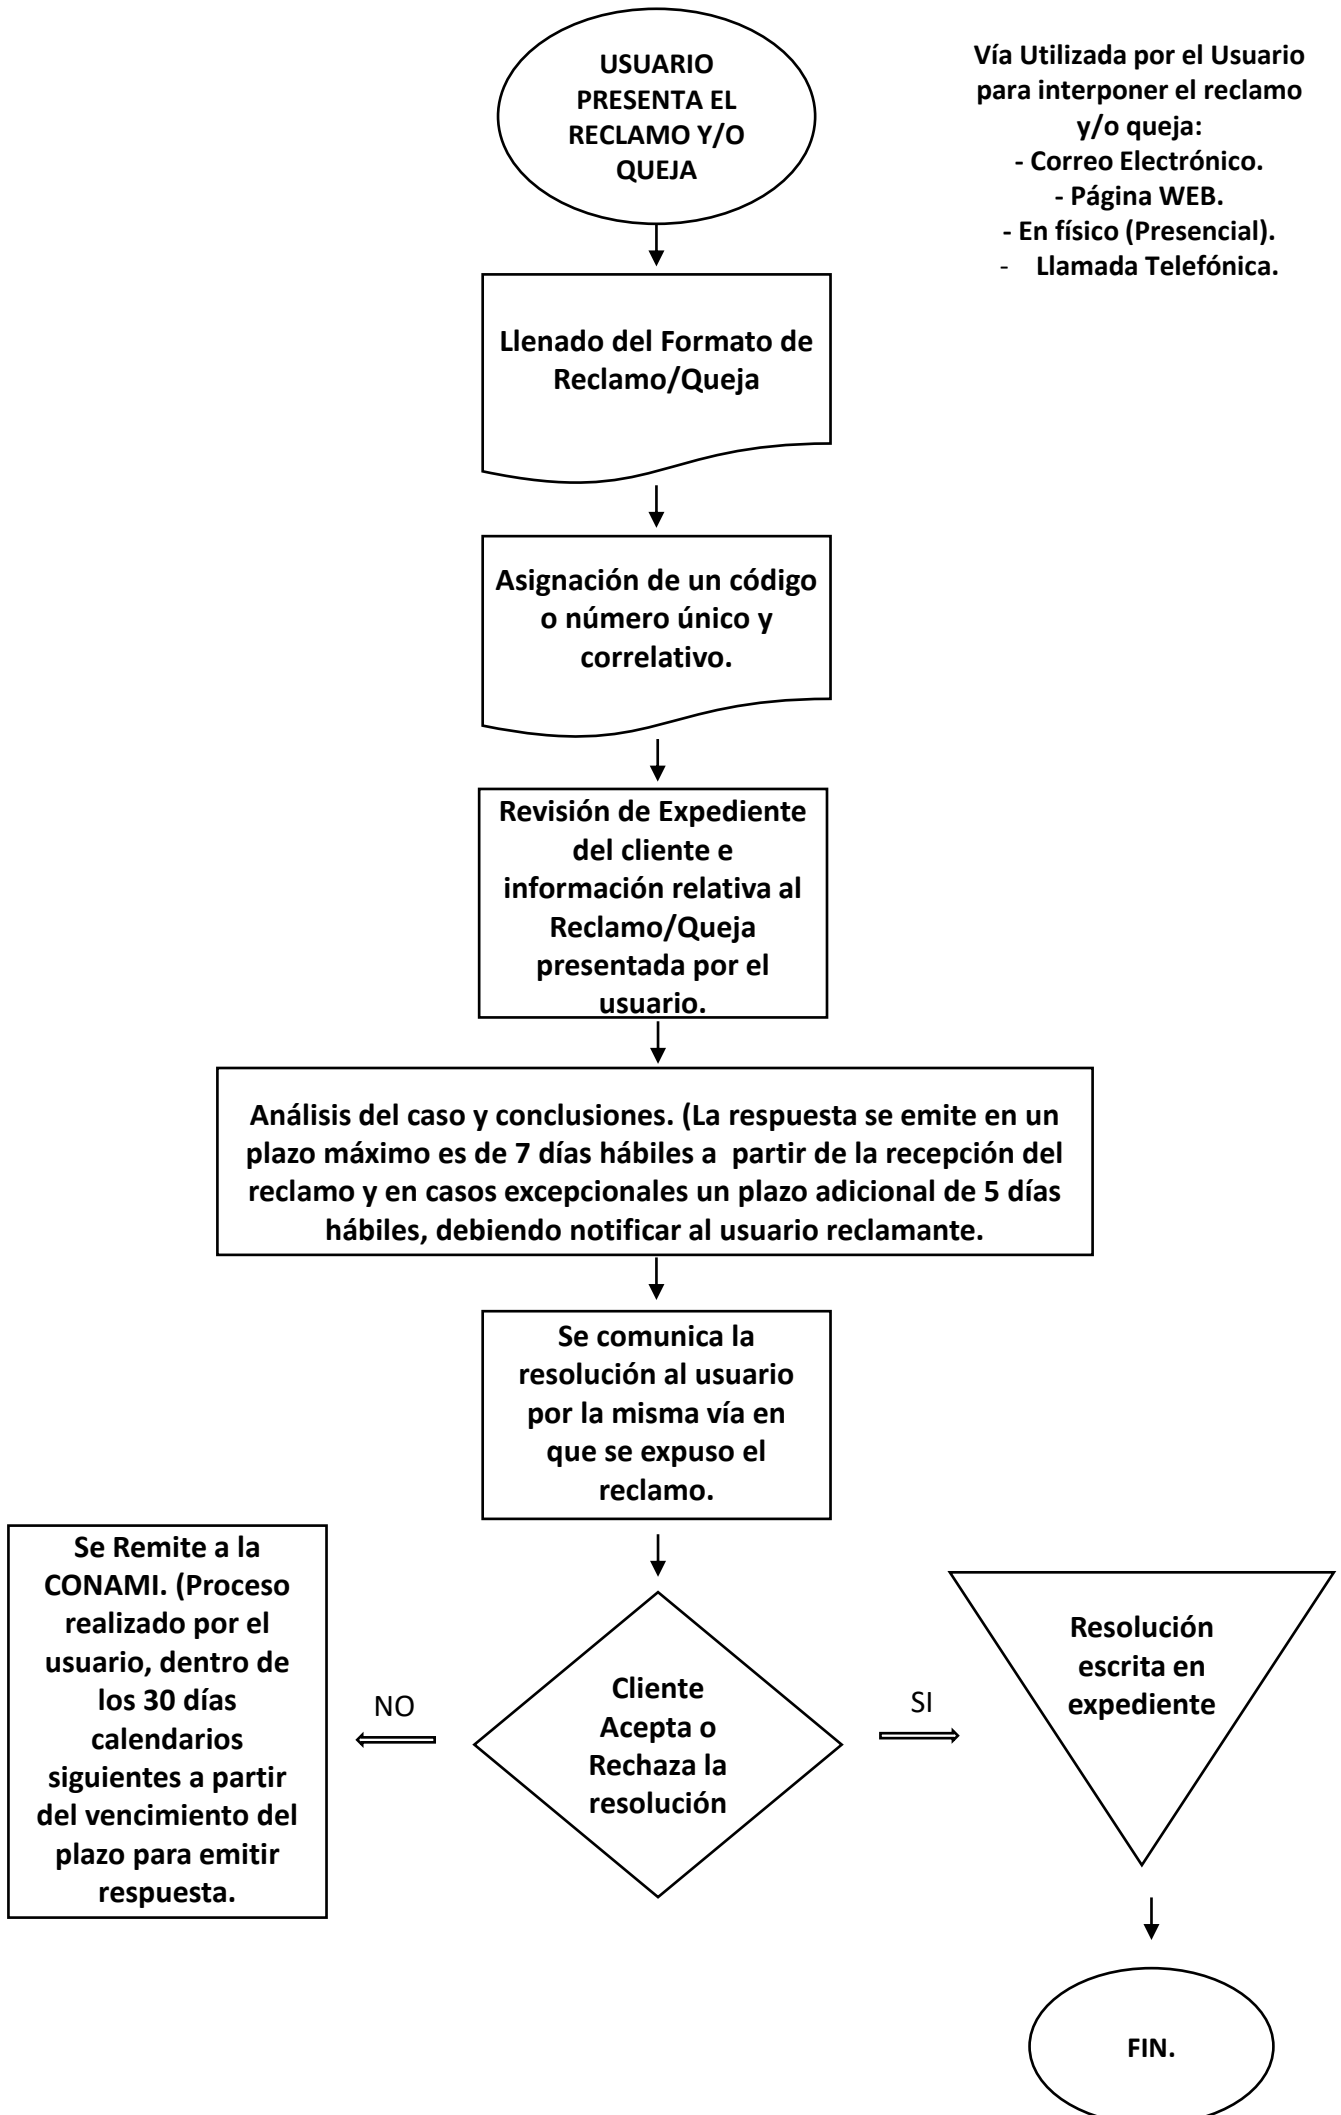 USUARIO
PRESENTA EL
RECLAMO Y/O
QUEJA
Vía Utilizada por el Usuario
para interponer el reclamo
y/o queja:
- Correo Electrónico.
- Página WEB.
- En físico (Presencial).
- Llamada Telefónica.
Llenado del Formato de
Reclamo/Queja
Asignación de un código
o número único y
correlativo.
Revisión de Expediente
del cliente e
información relativa al
Reclamo/Queja
presentada por el
usuario.
Análisis del caso y conclusiones. (La respuesta se emite en un
plazo máximo es de 7 días hábiles a partir de la recepción del
reclamo y en casos excepcionales un plazo adicional de 5 días
hábiles, debiendo notificar al usuario reclamante.
Se comunica la
resolución al usuario
por la misma vía en
que se expuso el
reclamo.
Se Remite a la
CONAMI. (Proceso
realizado por el
usuario, dentro de
los 30 días
calendarios
siguientes a partir
del vencimiento del
plazo para emitir
respuesta.
NO
Cliente
Acepta o
Rechaza la
resolución
SI
Resolución
escrita en
expediente
FIN.